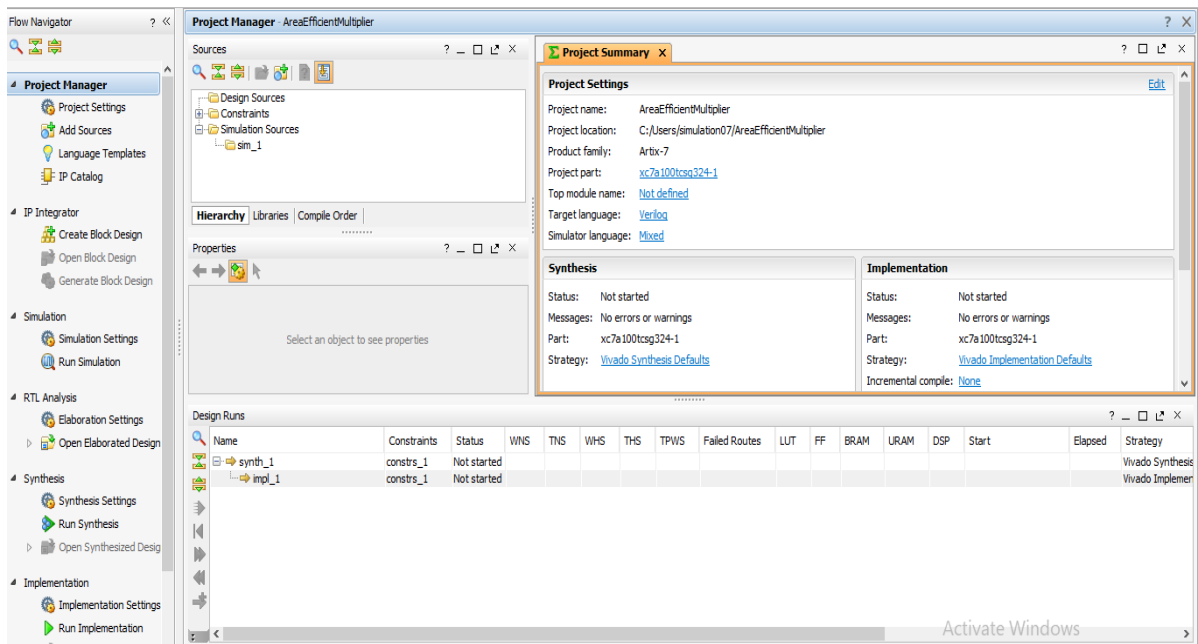 Flow Navigator ? «
Project Manager
Project Settings
Add Sources
Language Templates
IP Catalog
IP Integrator
Create Block Design
Open Block Design
Generate Block Design
Simulation
Simulation Settings
Run Simulation
RTL Analysis
Elaboration Settings
Open Elaborated Design
Synthesis
Synthesis Settings
Run Synthesis
Open Synthesized Desig
Implementation
Implementation Settings
Run Implementation
Project Manager - AreaEfficientMultiplier ? X
Sources ?
Design Sources
Constraints
Simulation Sources
sim_1
Hierarchy Libraries Compile Order
Properties ?
Select an object to see properties
Σ Project Summary X ?
Project Settings Edit
Project name: AreaEfficientMultiplier
Project location: C:/Users/simulation07/AreaEfficientMultiplier
Product family: Artix-7
Project part: xc7a100tcsg324-1
Top module name: Not defined
Target language: Verilog
Simulator language: Mixed
Synthesis
Status: Not started
Messages: No errors or warnings
Part: xc7a100tcsg324-1
Strategy: Vivado Synthesis Defaults
Implementation
Status: Not started
Messages: No errors or warnings
Part: xc7a100tcsg324-1
Strategy: Vivado Implementation Defaults
Incremental compile: None
Design Runs ?
Name Constraints Status WNS TNS WHS THS TPWS Failed Routes LUT FF BRAM URAM DSP Start Elapsed Strategy
synth_1 constrs_1 Not started Vivado Synthesis
impl_1 constrs_1 Not started Vivado Implemen
Activate Windows